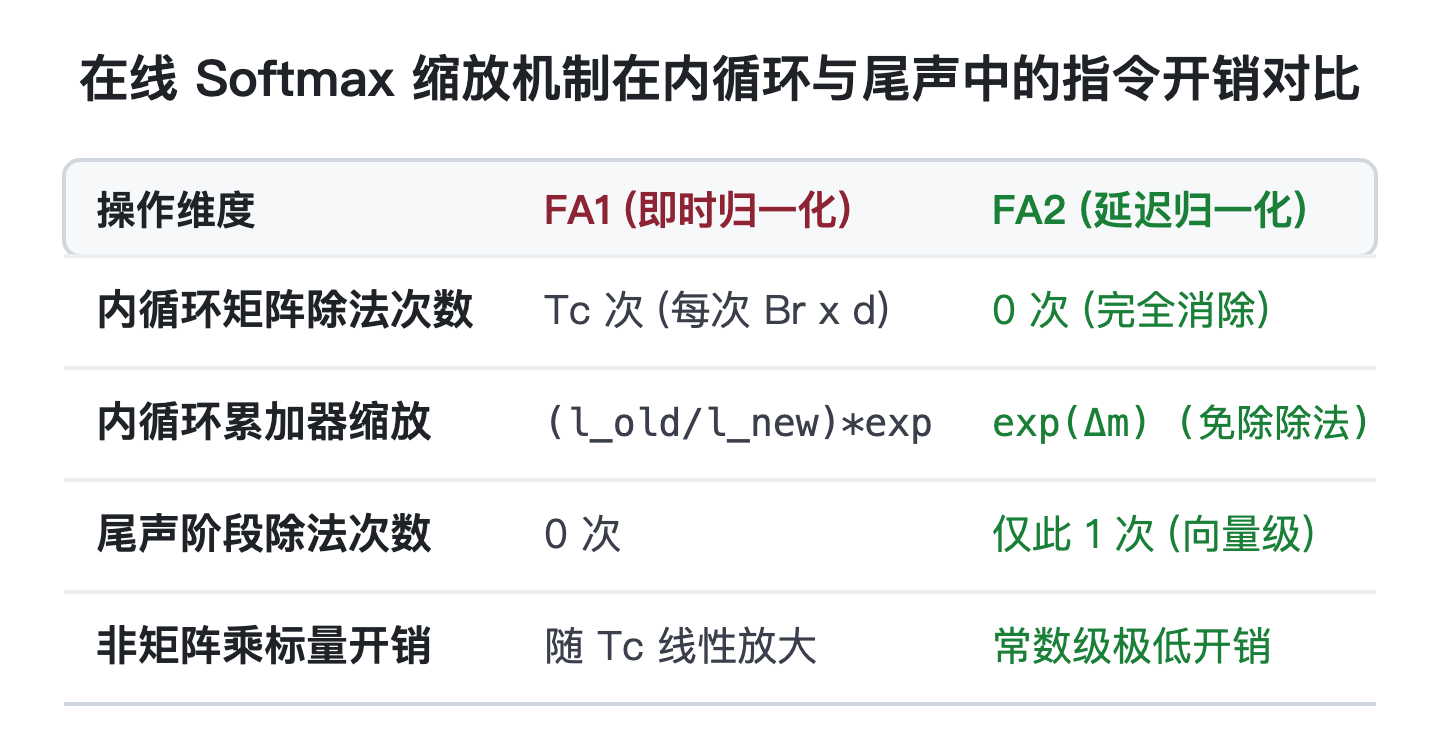 在线 Softmax 缩放机制在内循环与尾声中的指令开销对比
操作维度 FA1 (即时归一化) FA2 (延迟归一化)
内循环矩阵除法次数 Tc 次 (每次 Br x d) 0 次 (完全消除)
内循环累加器缩放 (l_old/l_new)*exp exp(Δm) (免除除法)
尾声阶段除法次数 0 次 仅此 1 次 (向量级)
非矩阵乘标量开销 随 Tc 线性放大 常数级极低开销